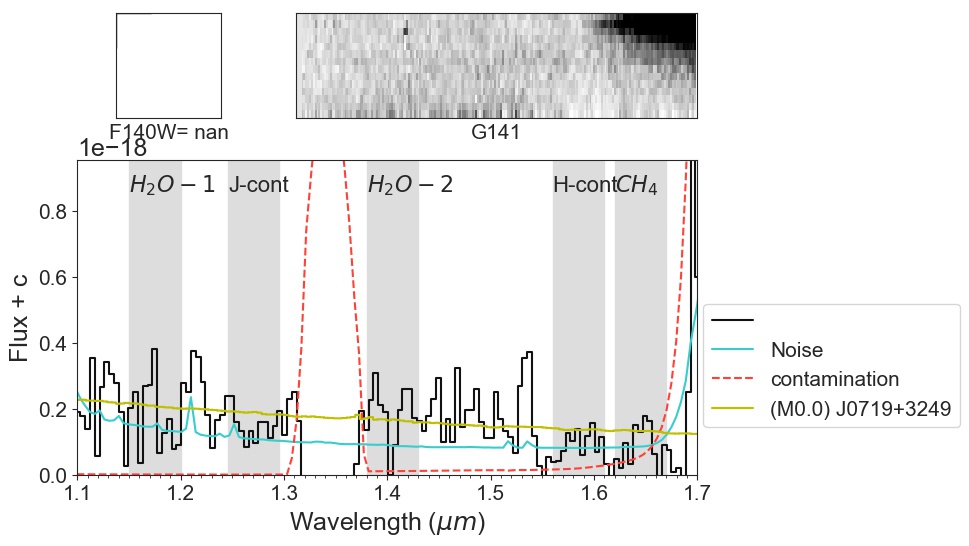 F140W= nan
G141
1e−18
H₂O − 1
J-cont
H₂O − 2
H-cont
CH₄
0.8
0.6
0.4
0.2
0.0
Flux + c
1.1
1.2
1.3
1.4
1.5
1.6
1.7
Wavelength (μm)
Noise
contamination
(M0.0) J0719+3249